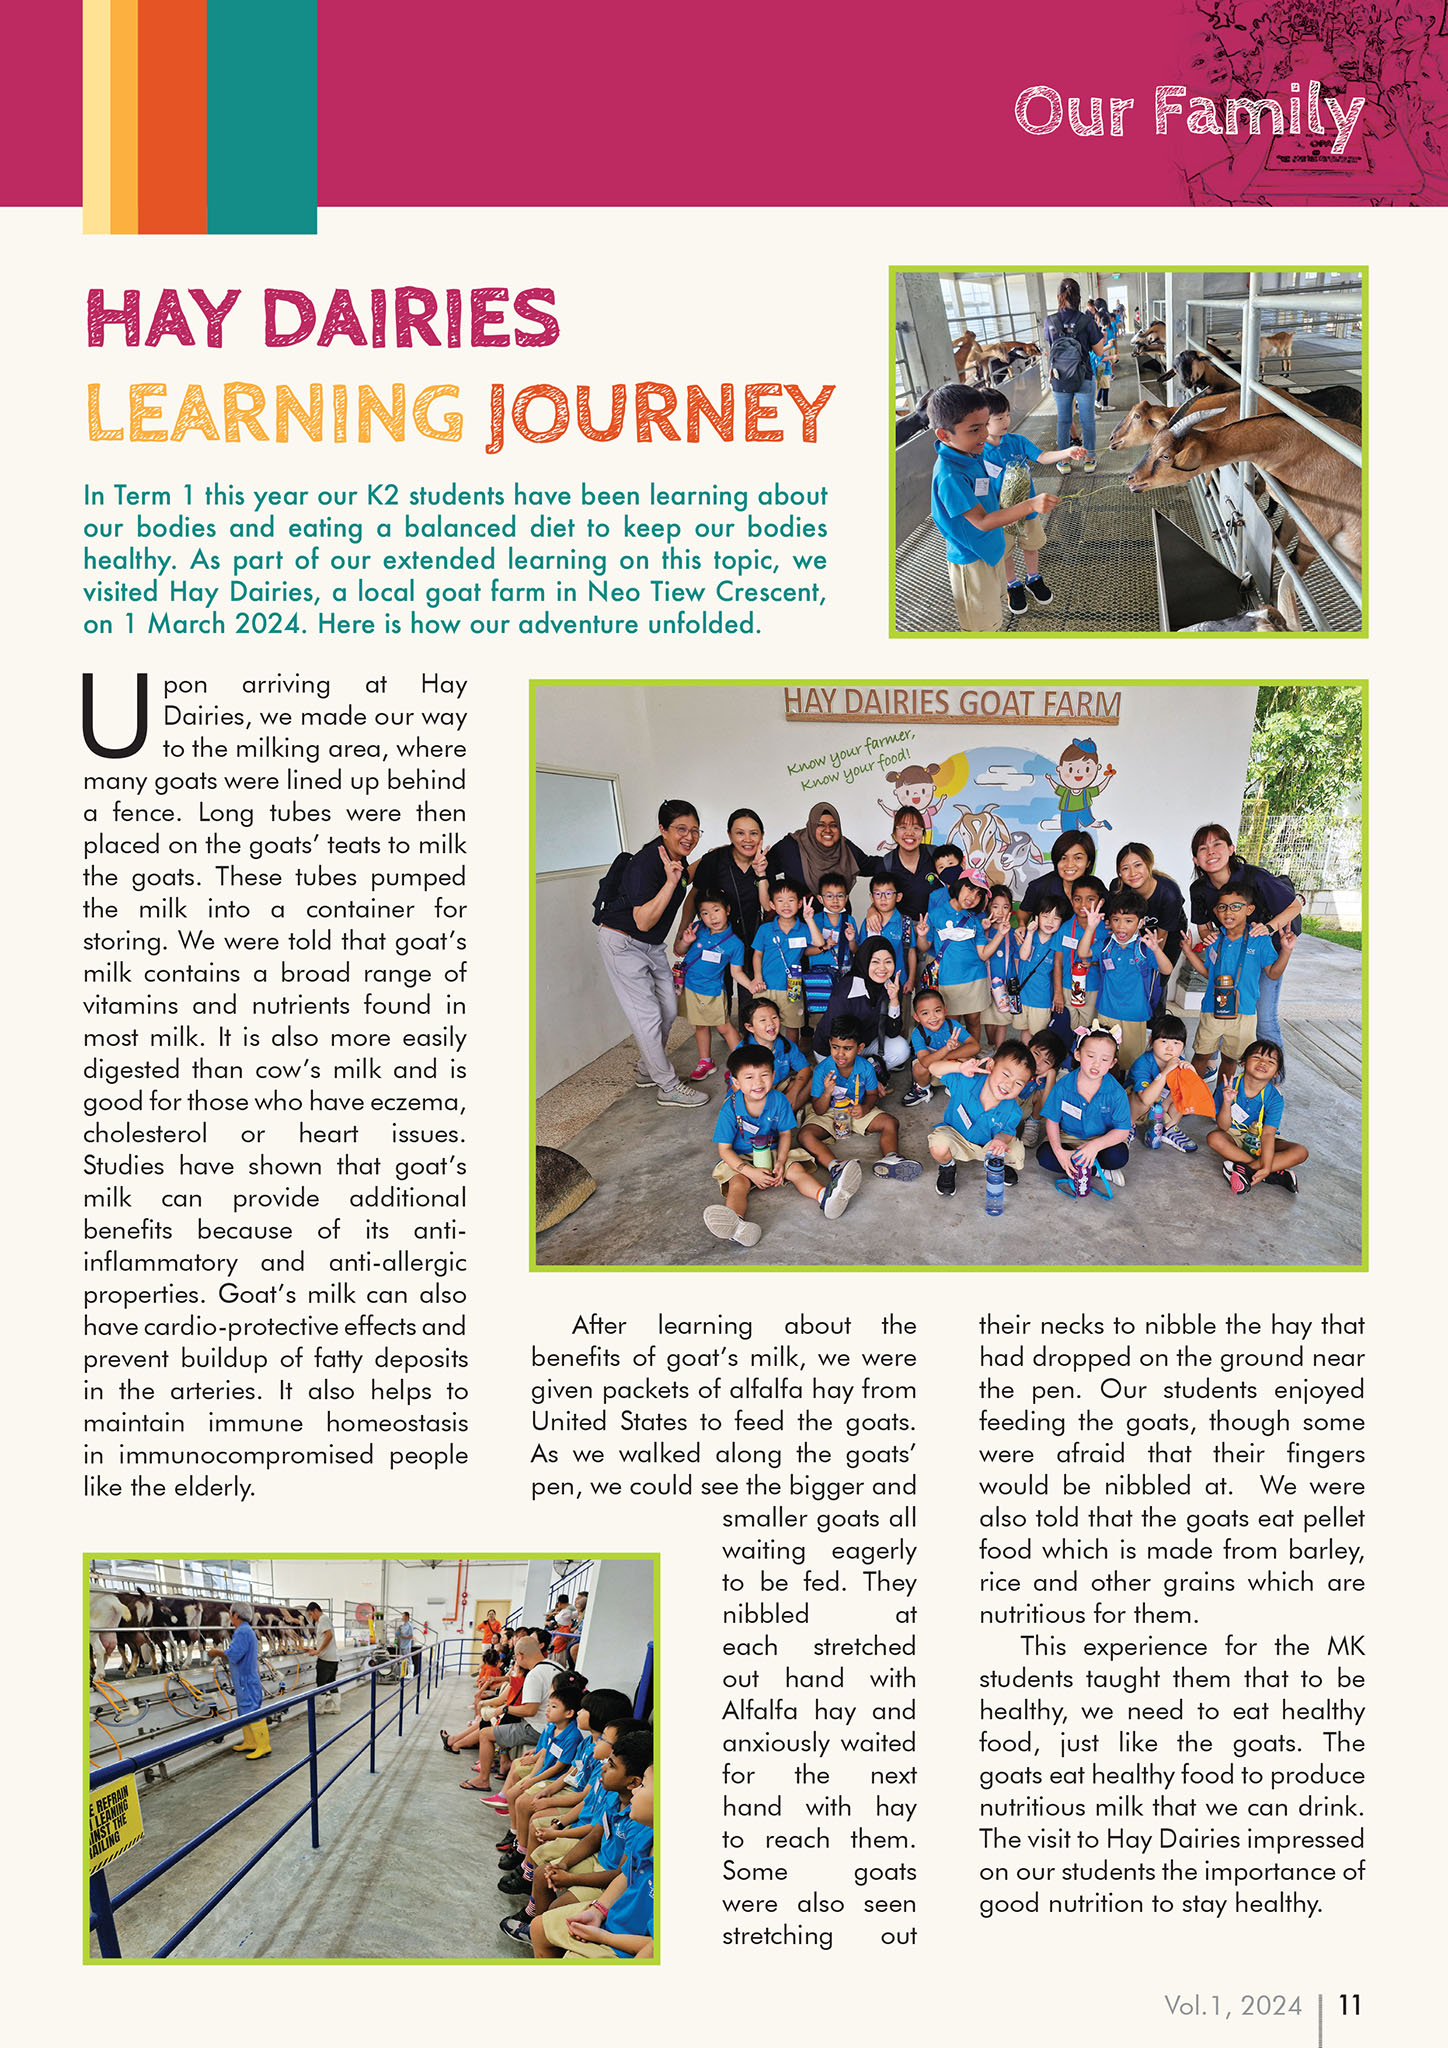 Our Family
HAY DAIRIES
LEARNING JOURNEY
In Term 1 this year our K2 students have been learning about
our bodies and eating a balanced diet to keep our bodies
healthy. As part of our extended learning on this topic, we
visited Hay Dairies, a local goat farm in Neo Tiew Crescent,
on 1 March 2024. Here is how our adventure unfolded.
Upon arriving at Hay
Dairies, we made our way
to the milking area, where
many goats were lined up behind
a fence. Long tubes were then
placed on the goats’ teats to milk
the goats. These tubes pumped
the milk into a container for
storing. We were told that goat’s
milk contains a broad range of
vitamins and nutrients found in
most milk. It is also more easily
digested than cow’s milk and is
good for those who have eczema,
cholesterol or heart issues.
Studies have shown that goat’s
milk can provide additional
benefits because of its anti-
inflammatory and anti-allergic
properties. Goat’s milk can also
have cardio-protective effects and
prevent buildup of fatty deposits
in the arteries. It also helps to
maintain immune homeostasis
in immunocompromised people
like the elderly.
HAY DAIRIES GOAT FARM
Know your farmer,
Know your food!
After learning about the
benefits of goat’s milk, we were
given packets of alfalfa hay from
United States to feed the goats.
As we walked along the goats’
pen, we could see the bigger and
smaller goats all
waiting eagerly
to be fed. They
nibbled at
each stretched
out hand with
Alfalfa hay and
anxiously waited
for the next
hand with hay
to reach them.
Some goats
were also seen
stretching out
their necks to nibble the hay that
had dropped on the ground near
the pen. Our students enjoyed
feeding the goats, though some
were afraid that their fingers
would be nibbled at. We were
also told that the goats eat pellet
food which is made from barley,
rice and other grains which are
nutritious for them.
This experience for the MK
students taught them that to be
healthy, we need to eat healthy
food, just like the goats. The
goats eat healthy food to produce
nutritious milk that we can drink.
The visit to Hay Dairies impressed
on our students the importance of
good nutrition to stay healthy.
REFRAIN
LEANING
THE
Vol.1, 2024 11